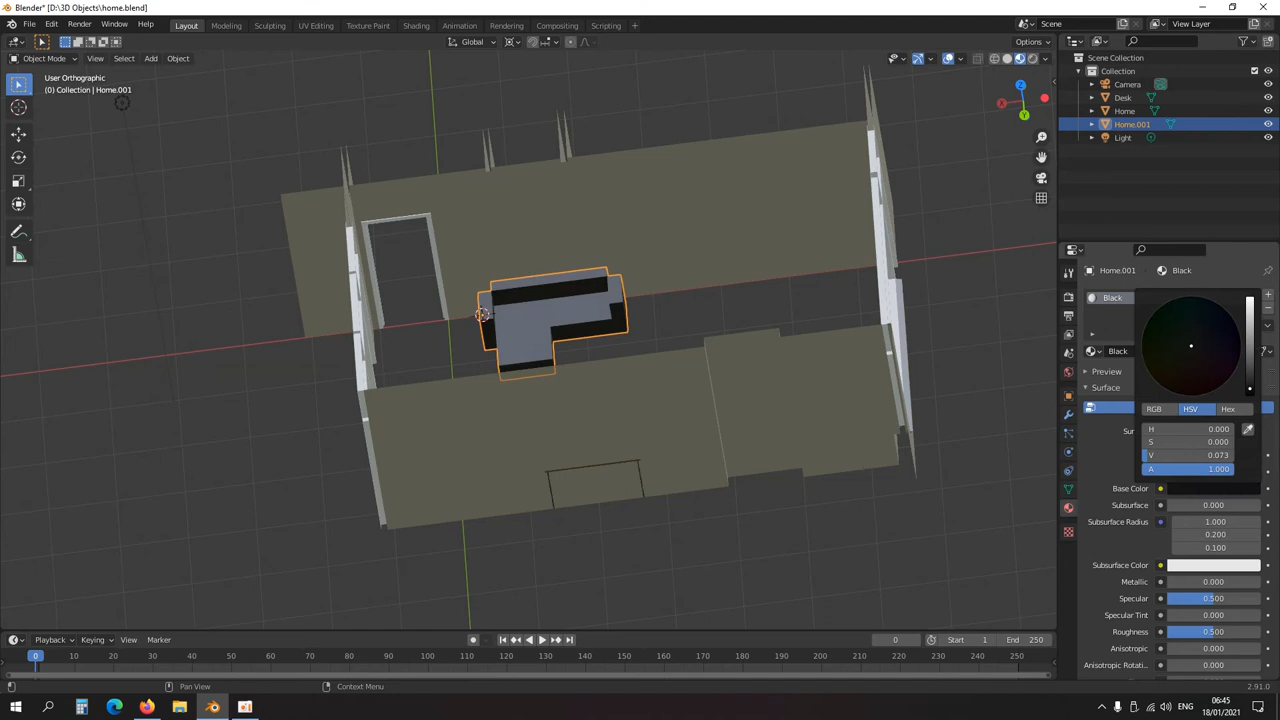 Blender* [D:\3D Objects\home.blend]
File Edit Render Window Help
Layout Modeling Sculpting UV Editing Texture Paint Shading Animation Rendering Compositing Scripting
Scene View Layer
Global Options
Object Mode View Select Add Object
User Orthographic
(0) Collection | Home.001
X Y Z
Scene Collection
Collection
Camera
Desk
Home
Home.001
Light
Home.001 Black
Black
Black
Preview
Surface
RGB HSV Hex
H 0.000
Sur
S 0.000
V 0.073
A 1.000
Base Color
Subsurface 0.000
Subsurface Radius 1.000
0.200
0.100
Subsurface Color
Metallic 0.000
Specular 0.500
Specular Tint 0.000
Roughness 0.500
Anisotropic 0.000
Anisotropic Rotati... 0.000
Playback Keying View Marker
0 Start 1 End 250
0 10 20 30 40 50 60 70 80 90 100 110 120 130 140 150 160 170 180 190 200 210 220 230 240 250
Pan View Context Menu 2.91.0
ENG 06:45
18/01/2021